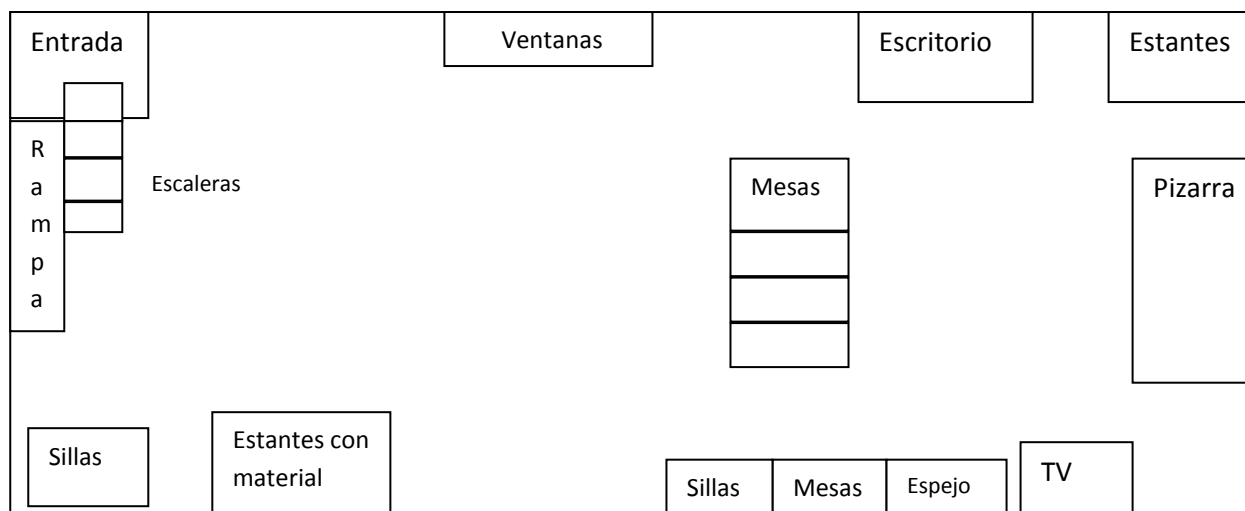 Entrada
Ventanas
Escritorio
Estantes
R
a
m
p
a
Escaleras
Mesas
Pizarra
Sillas
Estantes con
material
Sillas
Mesas
Espejo
TV